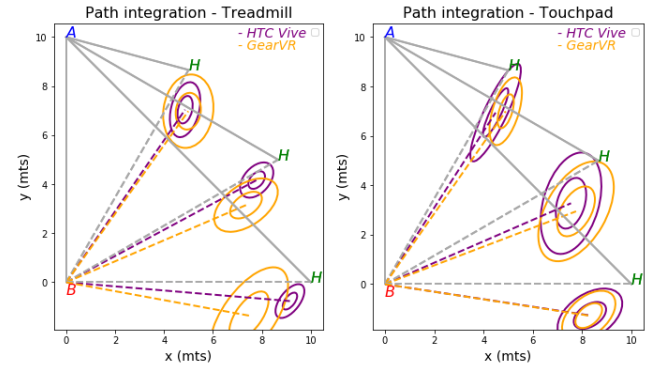 Path integration - Treadmill
A
- HTC Vive
- GearVR
H
H
H
B
10
8
6
4
2
0
y (mts)
0 2 4 6 8 10
x (mts)
Path integration - Touchpad
A
- HTC Vive
- GearVR
H
H
H
B
10
8
6
4
2
0
y (mts)
0 2 4 6 8 10
x (mts)